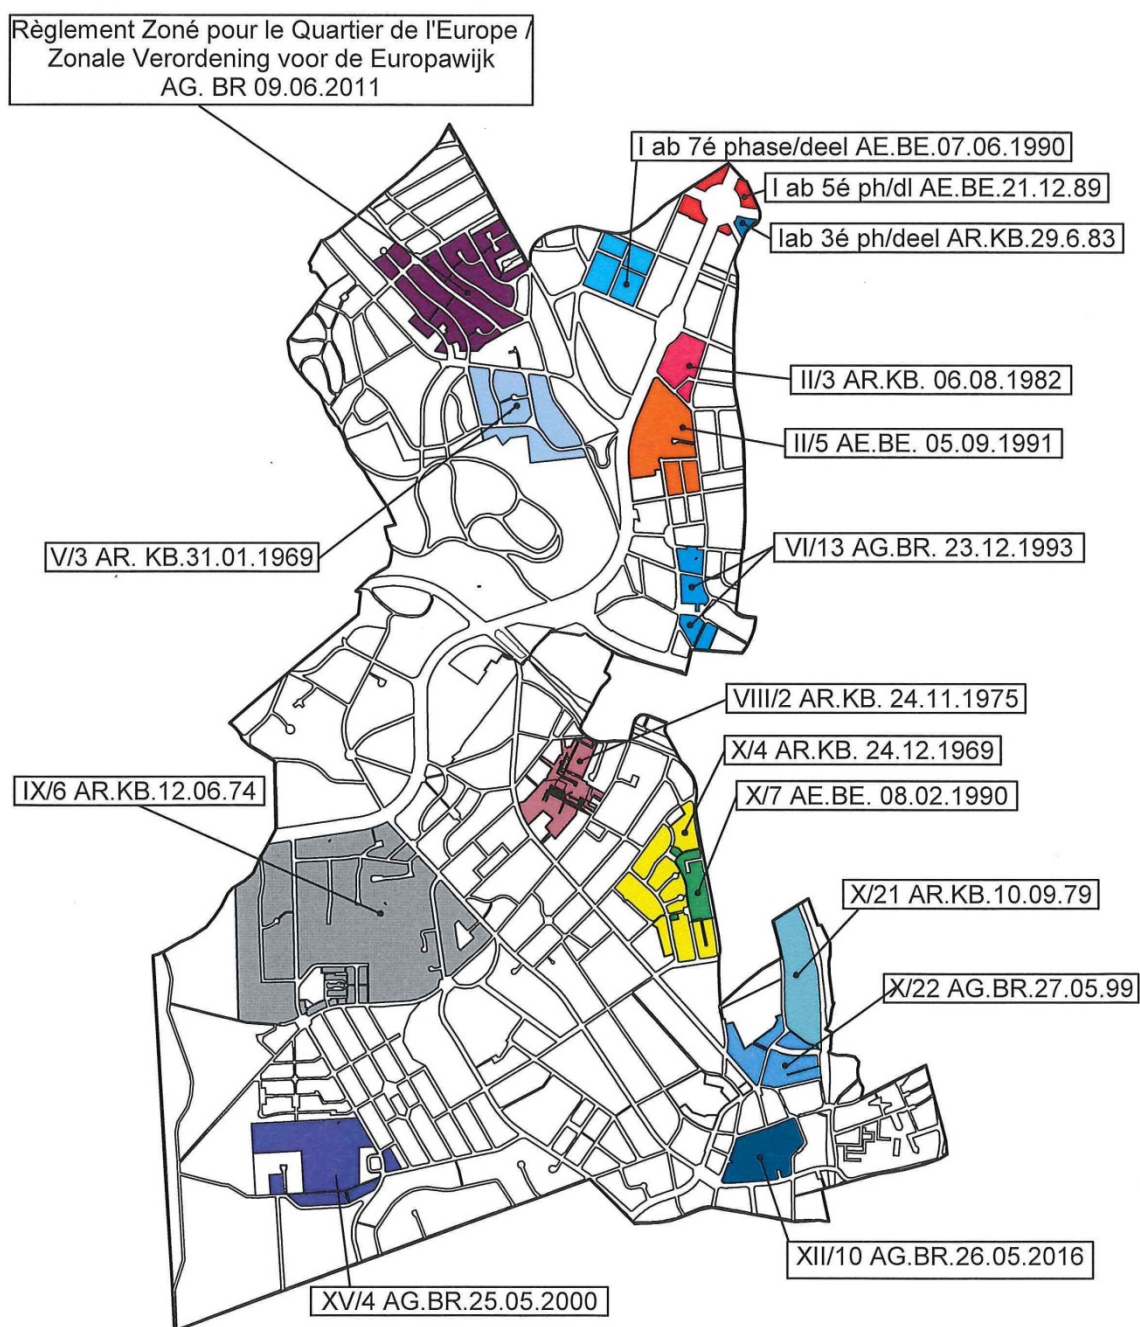 Règlement Zoné pour le Quartier de l'Europe /
Zonale Verordening voor de Europawijk
AG. BR 09.06.2011
I ab 7é phase/deel AE.BE.07.06.1990
I ab 5é ph/dl AE.BE.21.12.89
Iab 3é ph/deel AR.KB.29.6.83
II/3 AR.KB. 06.08.1982
II/5 AE.BE. 05.09.1991
V/3 AR. KB.31.01.1969
VI/13 AG.BR. 23.12.1993
VIII/2 AR.KB. 24.11.1975
X/4 AR.KB. 24.12.1969
IX/6 AR.KB.12.06.74
X/7 AE.BE. 08.02.1990
X/21 AR.KB.10.09.79
X/22 AG.BR.27.05.99
XII/10 AG.BR.26.05.2016
XV/4 AG.BR.25.05.2000